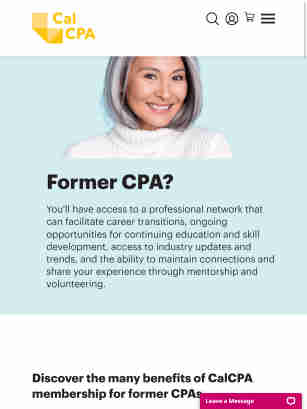 Cal
CPA
Former CPA?
You'll have access to a professional network that
can facilitate career transitions, ongoing
opportunities for continuing education and skill
development, access to industry updates and
trends, and the ability to maintain connections and
share your experience through mentorship and
volunteering.
Discover the many benefits of CalCPA
membership for former CPAs
Leave a Message